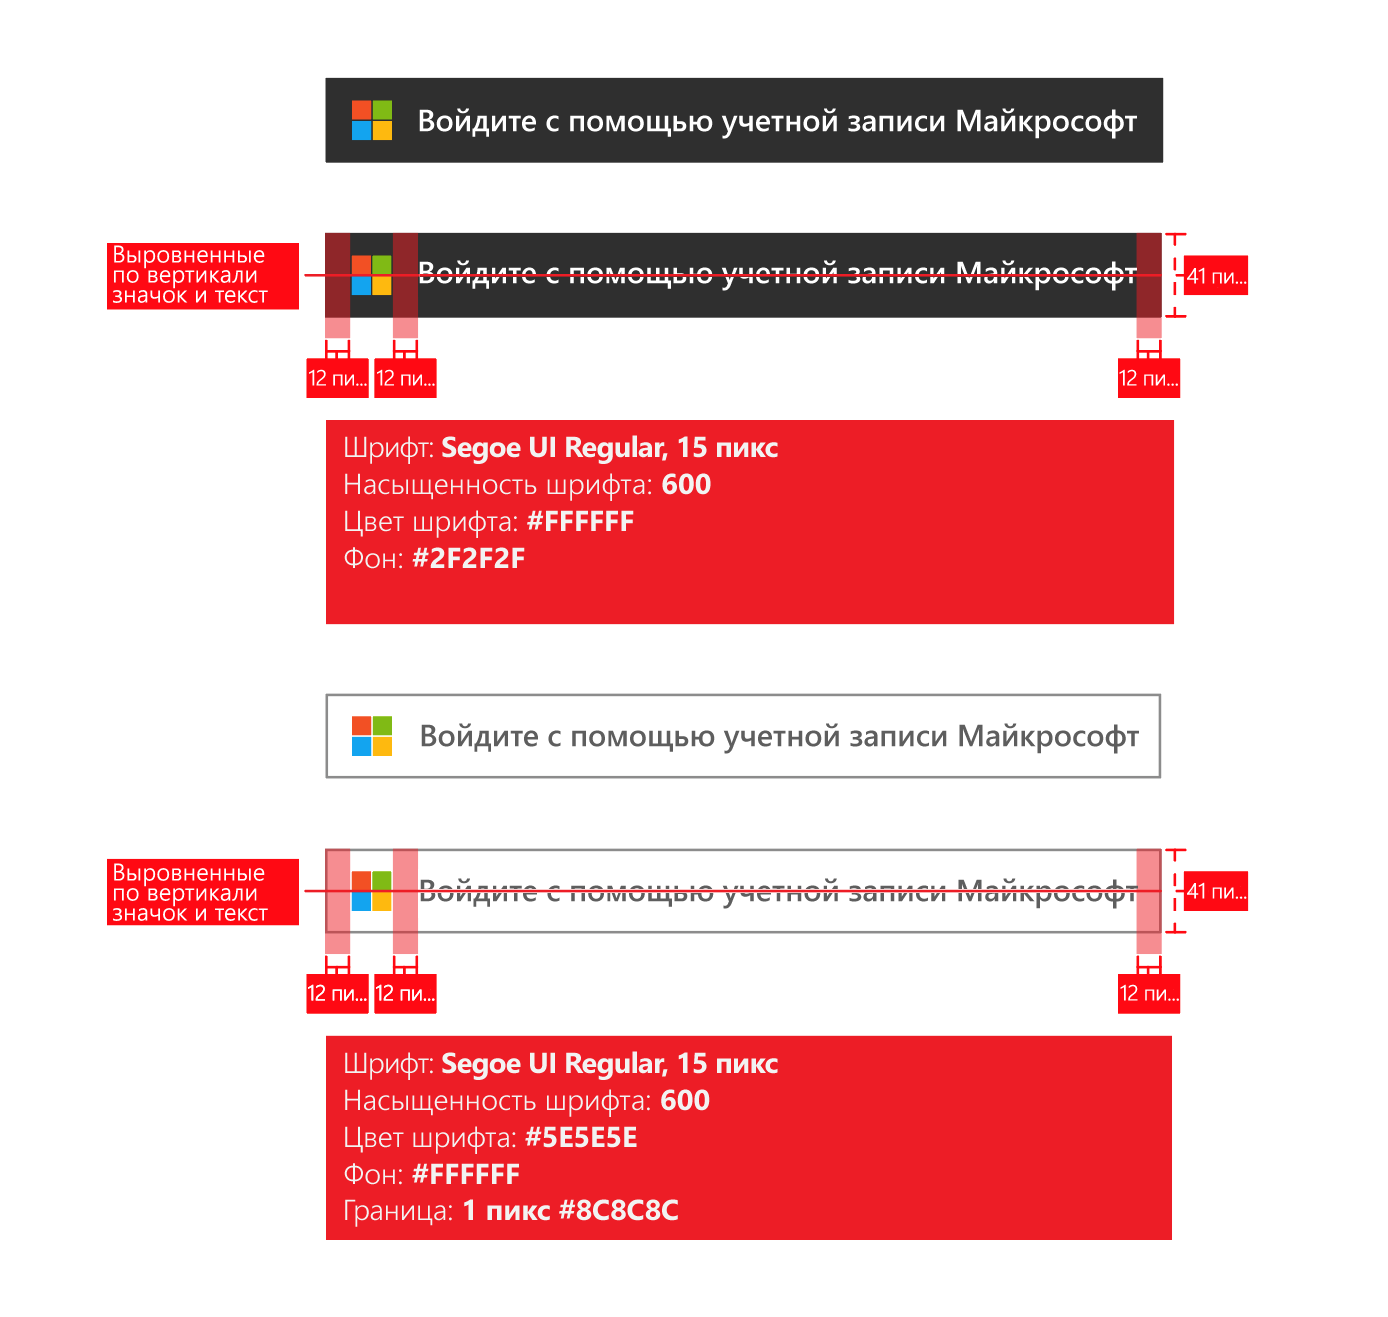 Войдите с помощью учетной записи Майкрософт
Выровненные
по вертикали
значок и текст
Войдите с помощью учетной записи Майкрософт
41 пи...
12 пи...
12 пи...
12 пи...
Шрифт: Segoe UI Regular, 15 пикс
Насыщенность шрифта: 600
Цвет шрифта: #FFFFFF
Фон: #2F2F2F
Войдите с помощью учетной записи Майкрософт
Выровненные
по вертикали
значок и текст
Войдите с помощью учетной записи Майкрософт
41 пи...
12 пи...
12 пи...
12 пи...
Шрифт: Segoe UI Regular, 15 пикс
Насыщенность шрифта: 600
Цвет шрифта: #5E5E5E
Фон: #FFFFFF
Граница: 1 пикс #8C8C8C